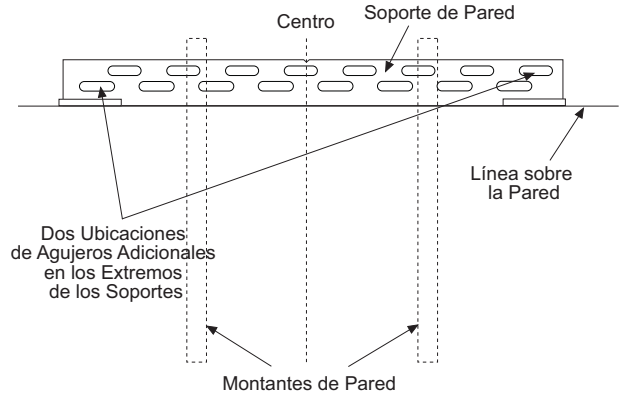 Soporte de Pared
Centro
Línea sobre
la Pared
Dos Ubicaciones
de Agujeros Adicionales
en los Extremos
de los Soportes
Montantes de Pared